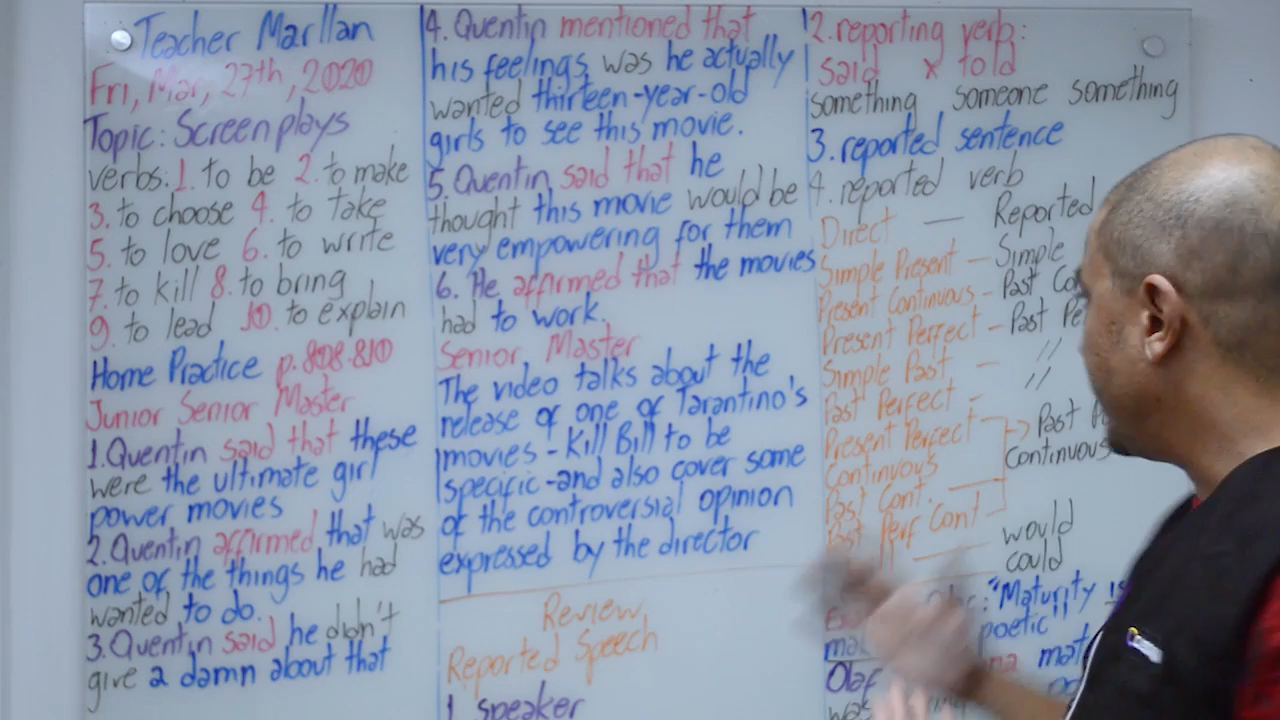 Teacher Marllan
Fri, Mar, 27th, 2020
Topic: Screenplays
verbs: 1. to be 2. to make
3. to choose 4. to take
5. to love 6. to write
7. to kill 8. to bring
9. to lead 10. to explain
Home Practice p. 808-810
Junior Senior Master
1. Quentin said that these
were the ultimate girl
power movies
2. Quentin affirmed that was
one of the things he had
wanted to do.
3. Quentin said he didn't
give a damn about that
4. Quentin mentioned that
his feelings was he actually
wanted thirteen-year-old
girls to see this movie.
5. Quentin said that he
thought this movie would be
very empowering for them
6. He affirmed that the movies
had to work.
Senior Master
The video talks about the
release of one of Tarantino's
movies - Kill Bill to be
specific - and also cover some
of the controversial opinion
expressed by the director
Review
Reported Speech
1. speaker
2. reporting verb:
said x told
something someone something
3. reported sentence
4. reported verb
Direct — Reported
Simple Present — Simple
Present Continuous - Past
Present Perfect - Past
Simple Past - //
Past Perfect - //
Present Perfect Continuous
Past Cont.
Past Perf Cont
Past
Continuous
would
could
"Maturity
poetic"
Olaf
was